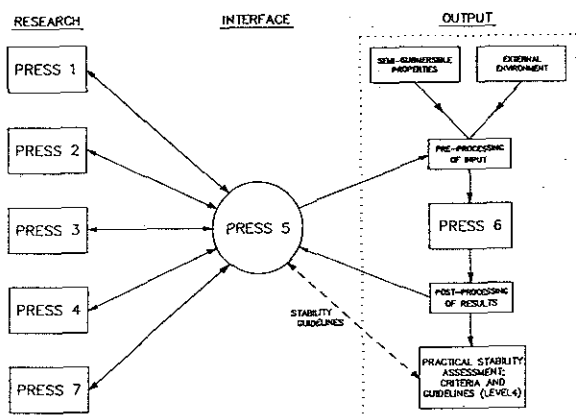 RESEARCH
INTERFACE
OUTPUT
PRESS 1
PRESS 2
PRESS 3
PRESS 4
PRESS 7
PRESS 5
STABILITY
GUIDELINES
SEMI-SUBMERSIBLE
PROPERTIES
EXTERNAL
ENVIRONMENT
PRE-PROCESSING
OF INPUT
PRESS 6
POST-PROCESSING
OF RESULTS
PRACTICAL STABILITY
ASSESSMENT;
CRITERIA AND
GUIDELINES (LEVEL4)